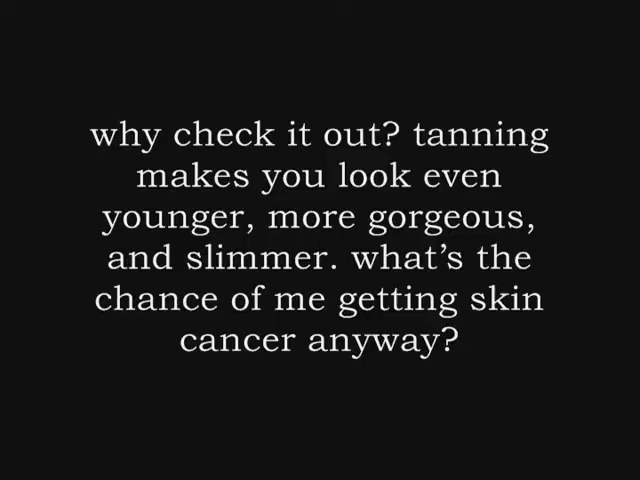 why check it out? tanning
makes you look even
younger, more gorgeous,
and slimmer. what’s the
chance of me getting skin
cancer anyway?